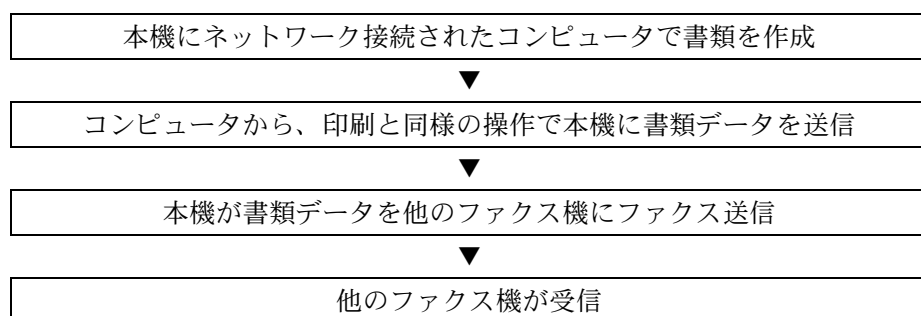 本機にネットワーク接続されたコンピュータで書類を作成
▼
コンピュータから、印刷と同様の操作で本機に書類データを送信
▼
本機が書類データを他のファクス機にファクス送信
▼
他のファクス機が受信